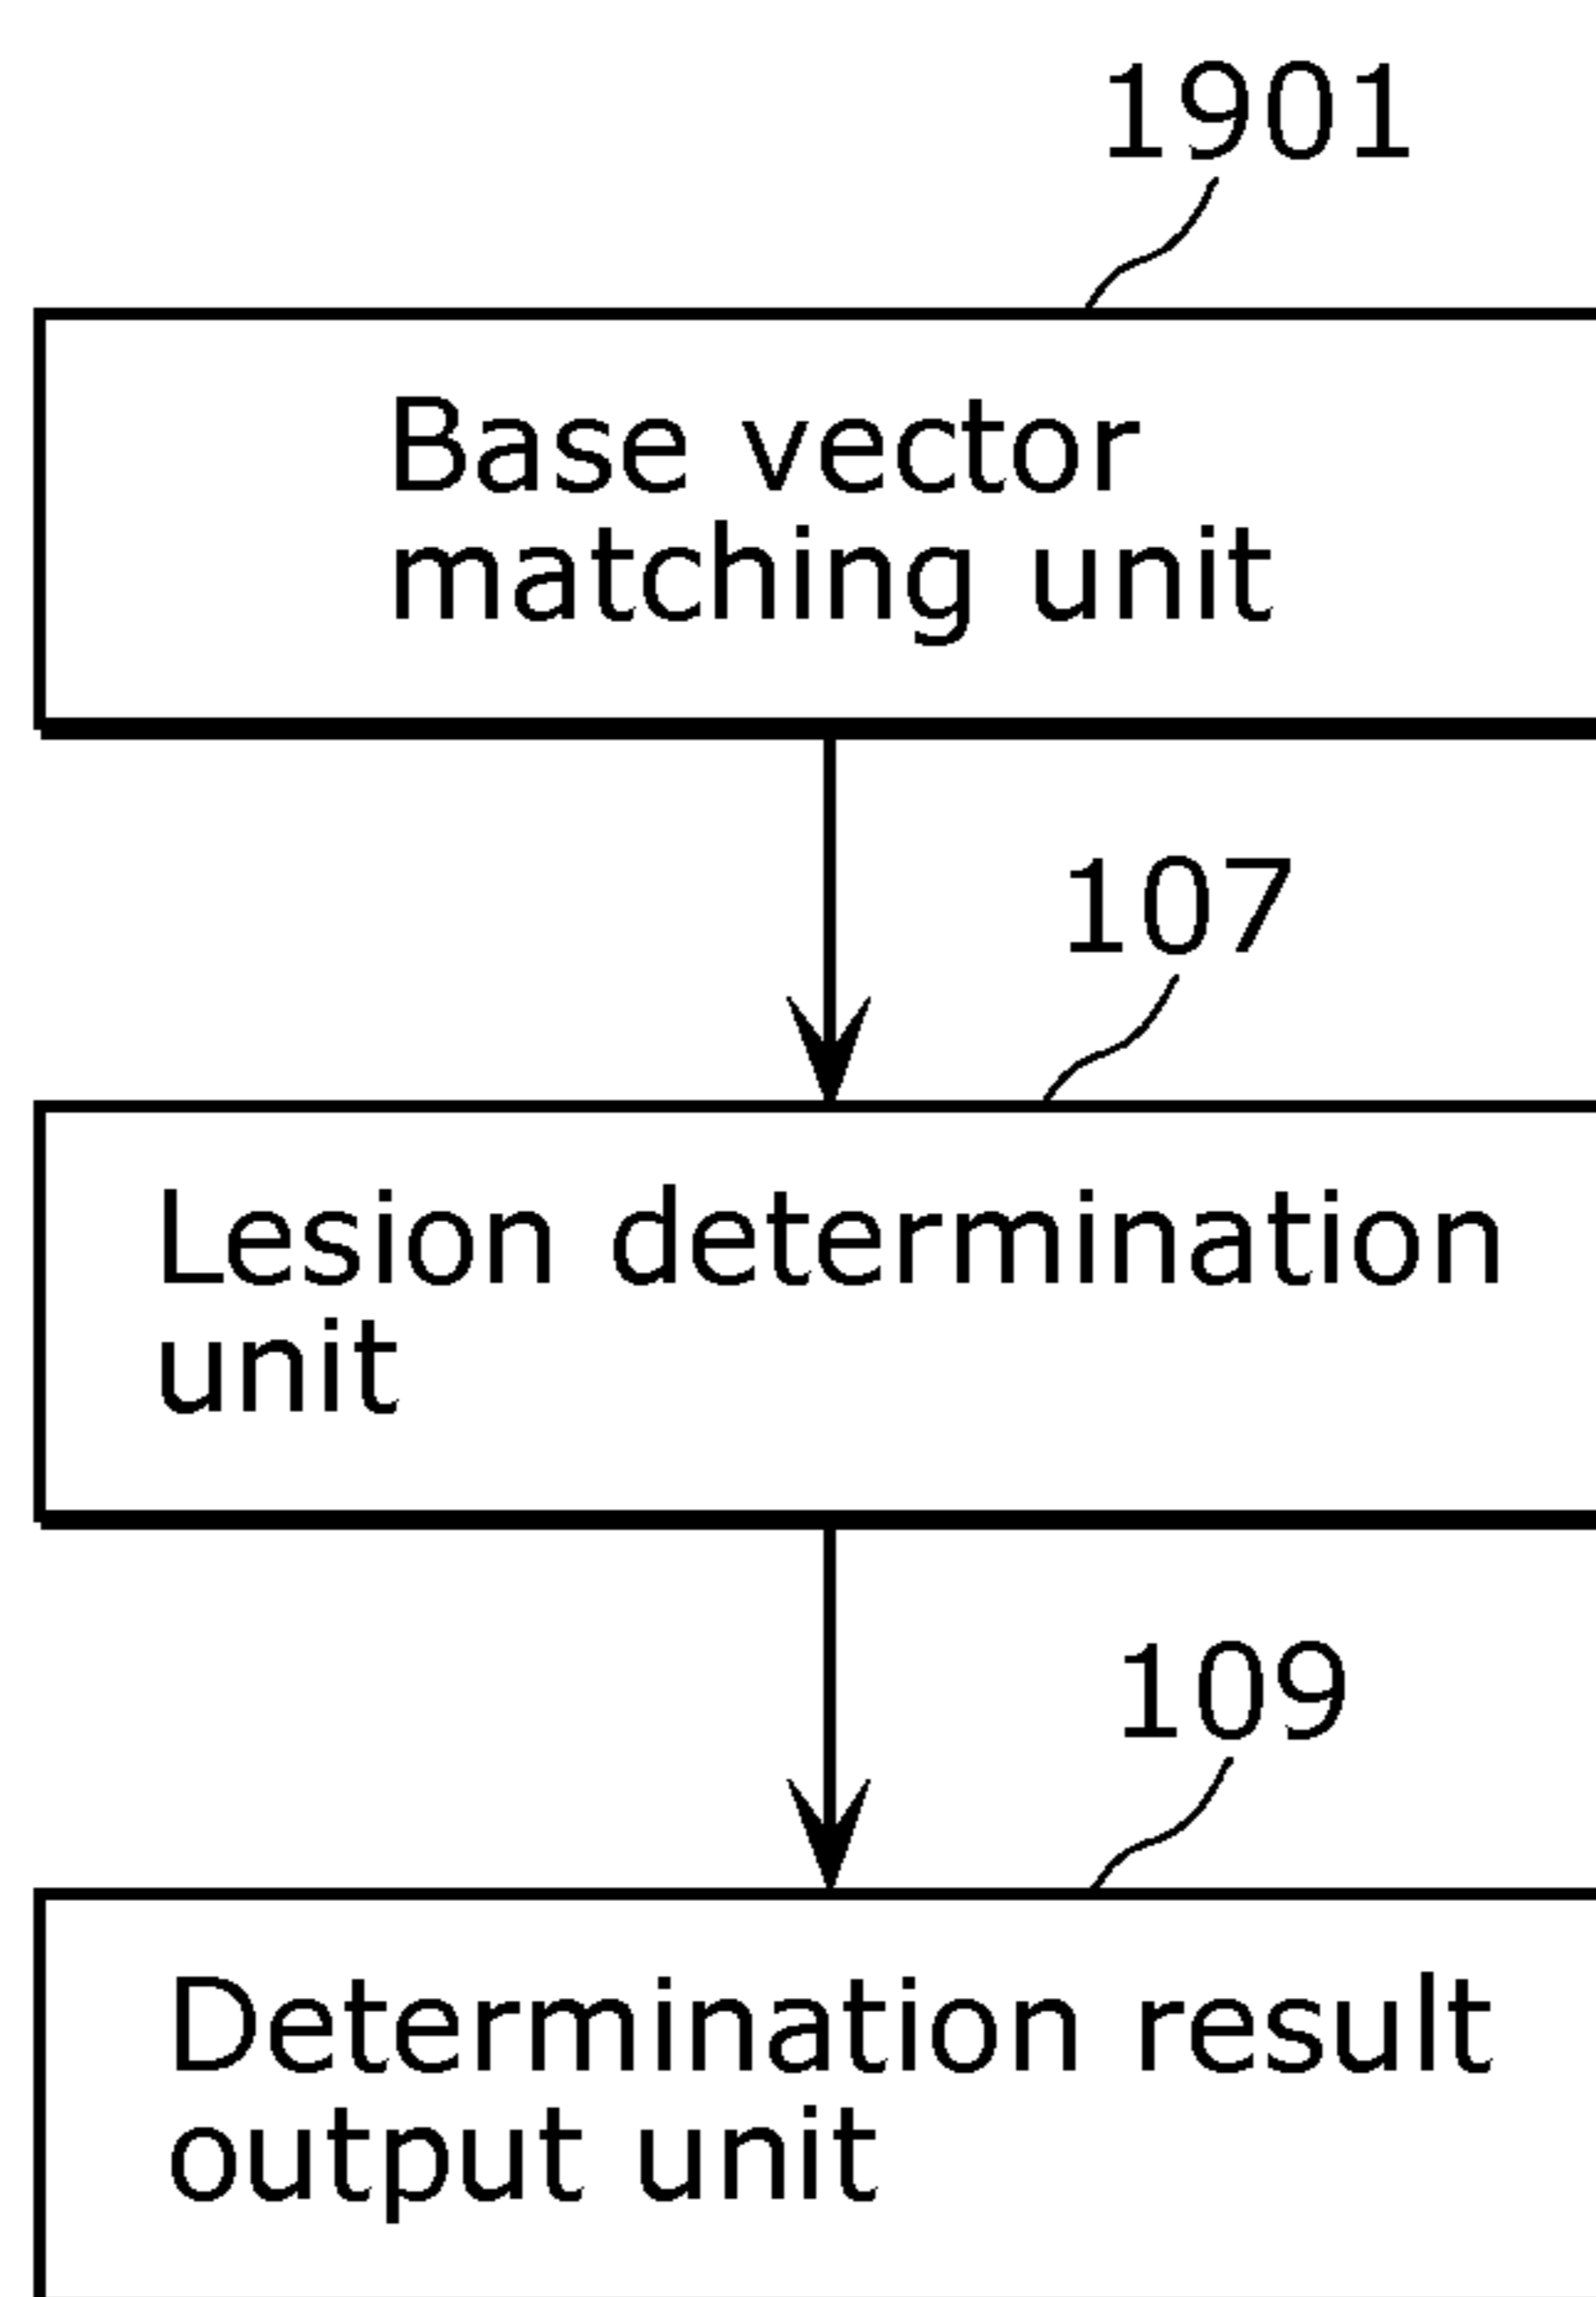 1901
Base vector
matching unit
107
Lesion determination
unit
109
Determination result
output unit